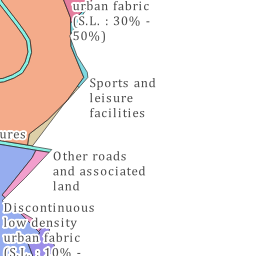 urban fabric
(S.L. : 30% -
50%)
Sports and
leisure
facilities
ures
Other roads
and associated
land
Discontinuous
low density
urban fabric
(S.L. : 10% -